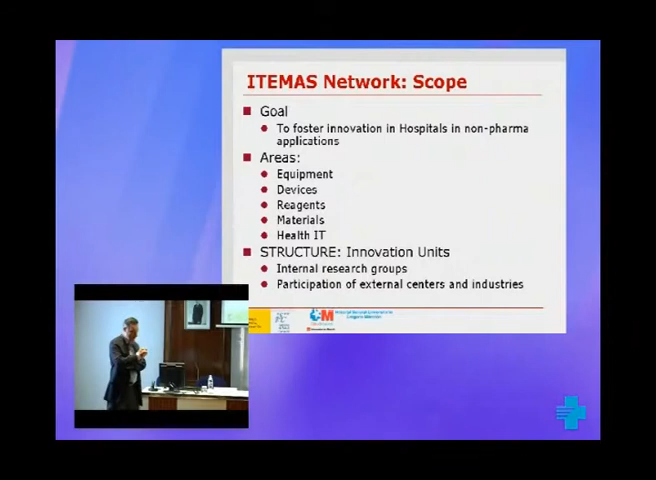 ITEMAS Network: Scope
Goal
To foster innovation in Hospitals in non-pharma
applications
Areas:
Equipment
Devices
Reagents
Materials
Health IT
STRUCTURE: Innovation Units
Internal research groups
Participation of external centers and industries